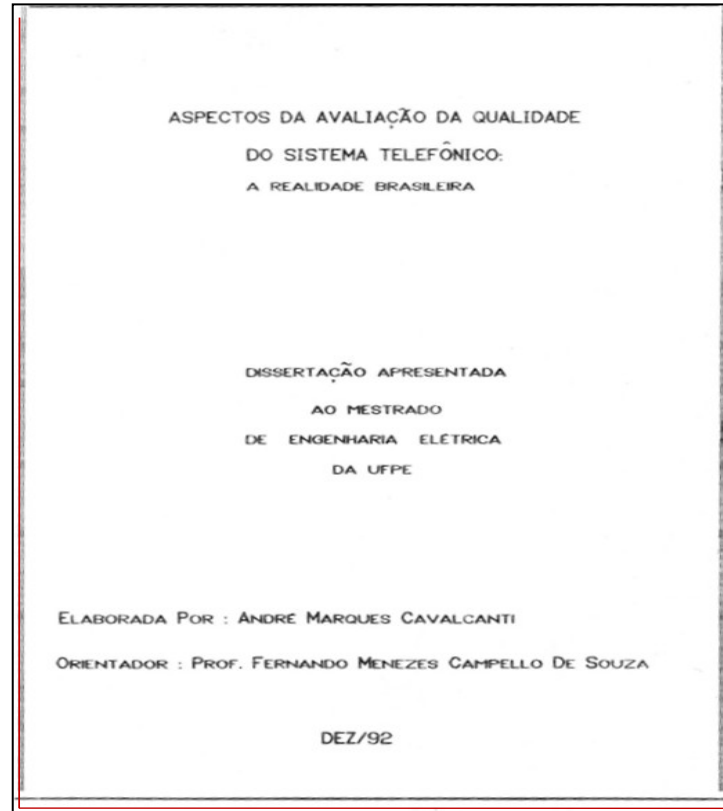 ASPECTOS DA AVALIAÇÃO DA QUALIDADE
DO SISTEMA TELEFÔNICO:
A REALIDADE BRASILEIRA
DISSERTAÇÃO APRESENTADA
AO MESTRADO
DE ENGENHARIA ELÉTRICA
DA UFPE
ELABORADA POR : ANDRÉ MARQUES CAVALCANTI
ORIENTADOR : PROF. FERNANDO MENEZES CAMPELLO DE SOUZA
DEZ/92